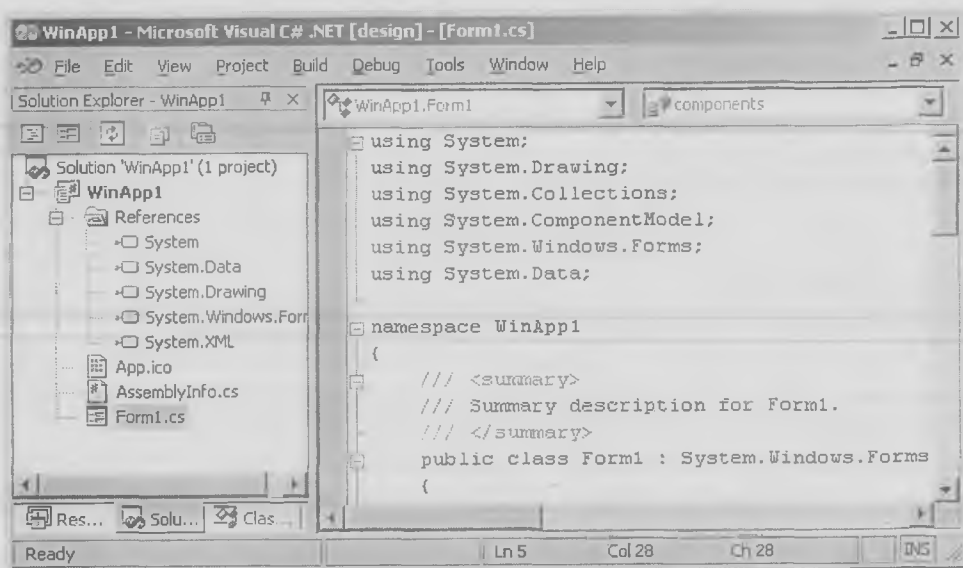 WinApp1 - Microsoft Visual C# .NET [design] - [Form1.cs]
File Edit View Project Build Debug Tools Window Help
Solution Explorer - WinApp1
Solution 'WinApp1' (1 project)
WinApp1
References
System
System.Data
System.Drawing
System.Windows.Forr
System.XML
App.ico
AssemblyInfo.cs
Form1.cs
Res... Solu... Clas...
WinApp1.Form1 components
using System;
using System.Drawing;
using System.Collections;
using System.ComponentModel;
using System.Windows.Forms;
using System.Data;
namespace WinApp1
{
/// <summary>
/// Summary description for Form1.
/// </summary>
public class Form1 : System.Windows.Forms
{
Ready Ln 5 Col 28 Ch 28 INS